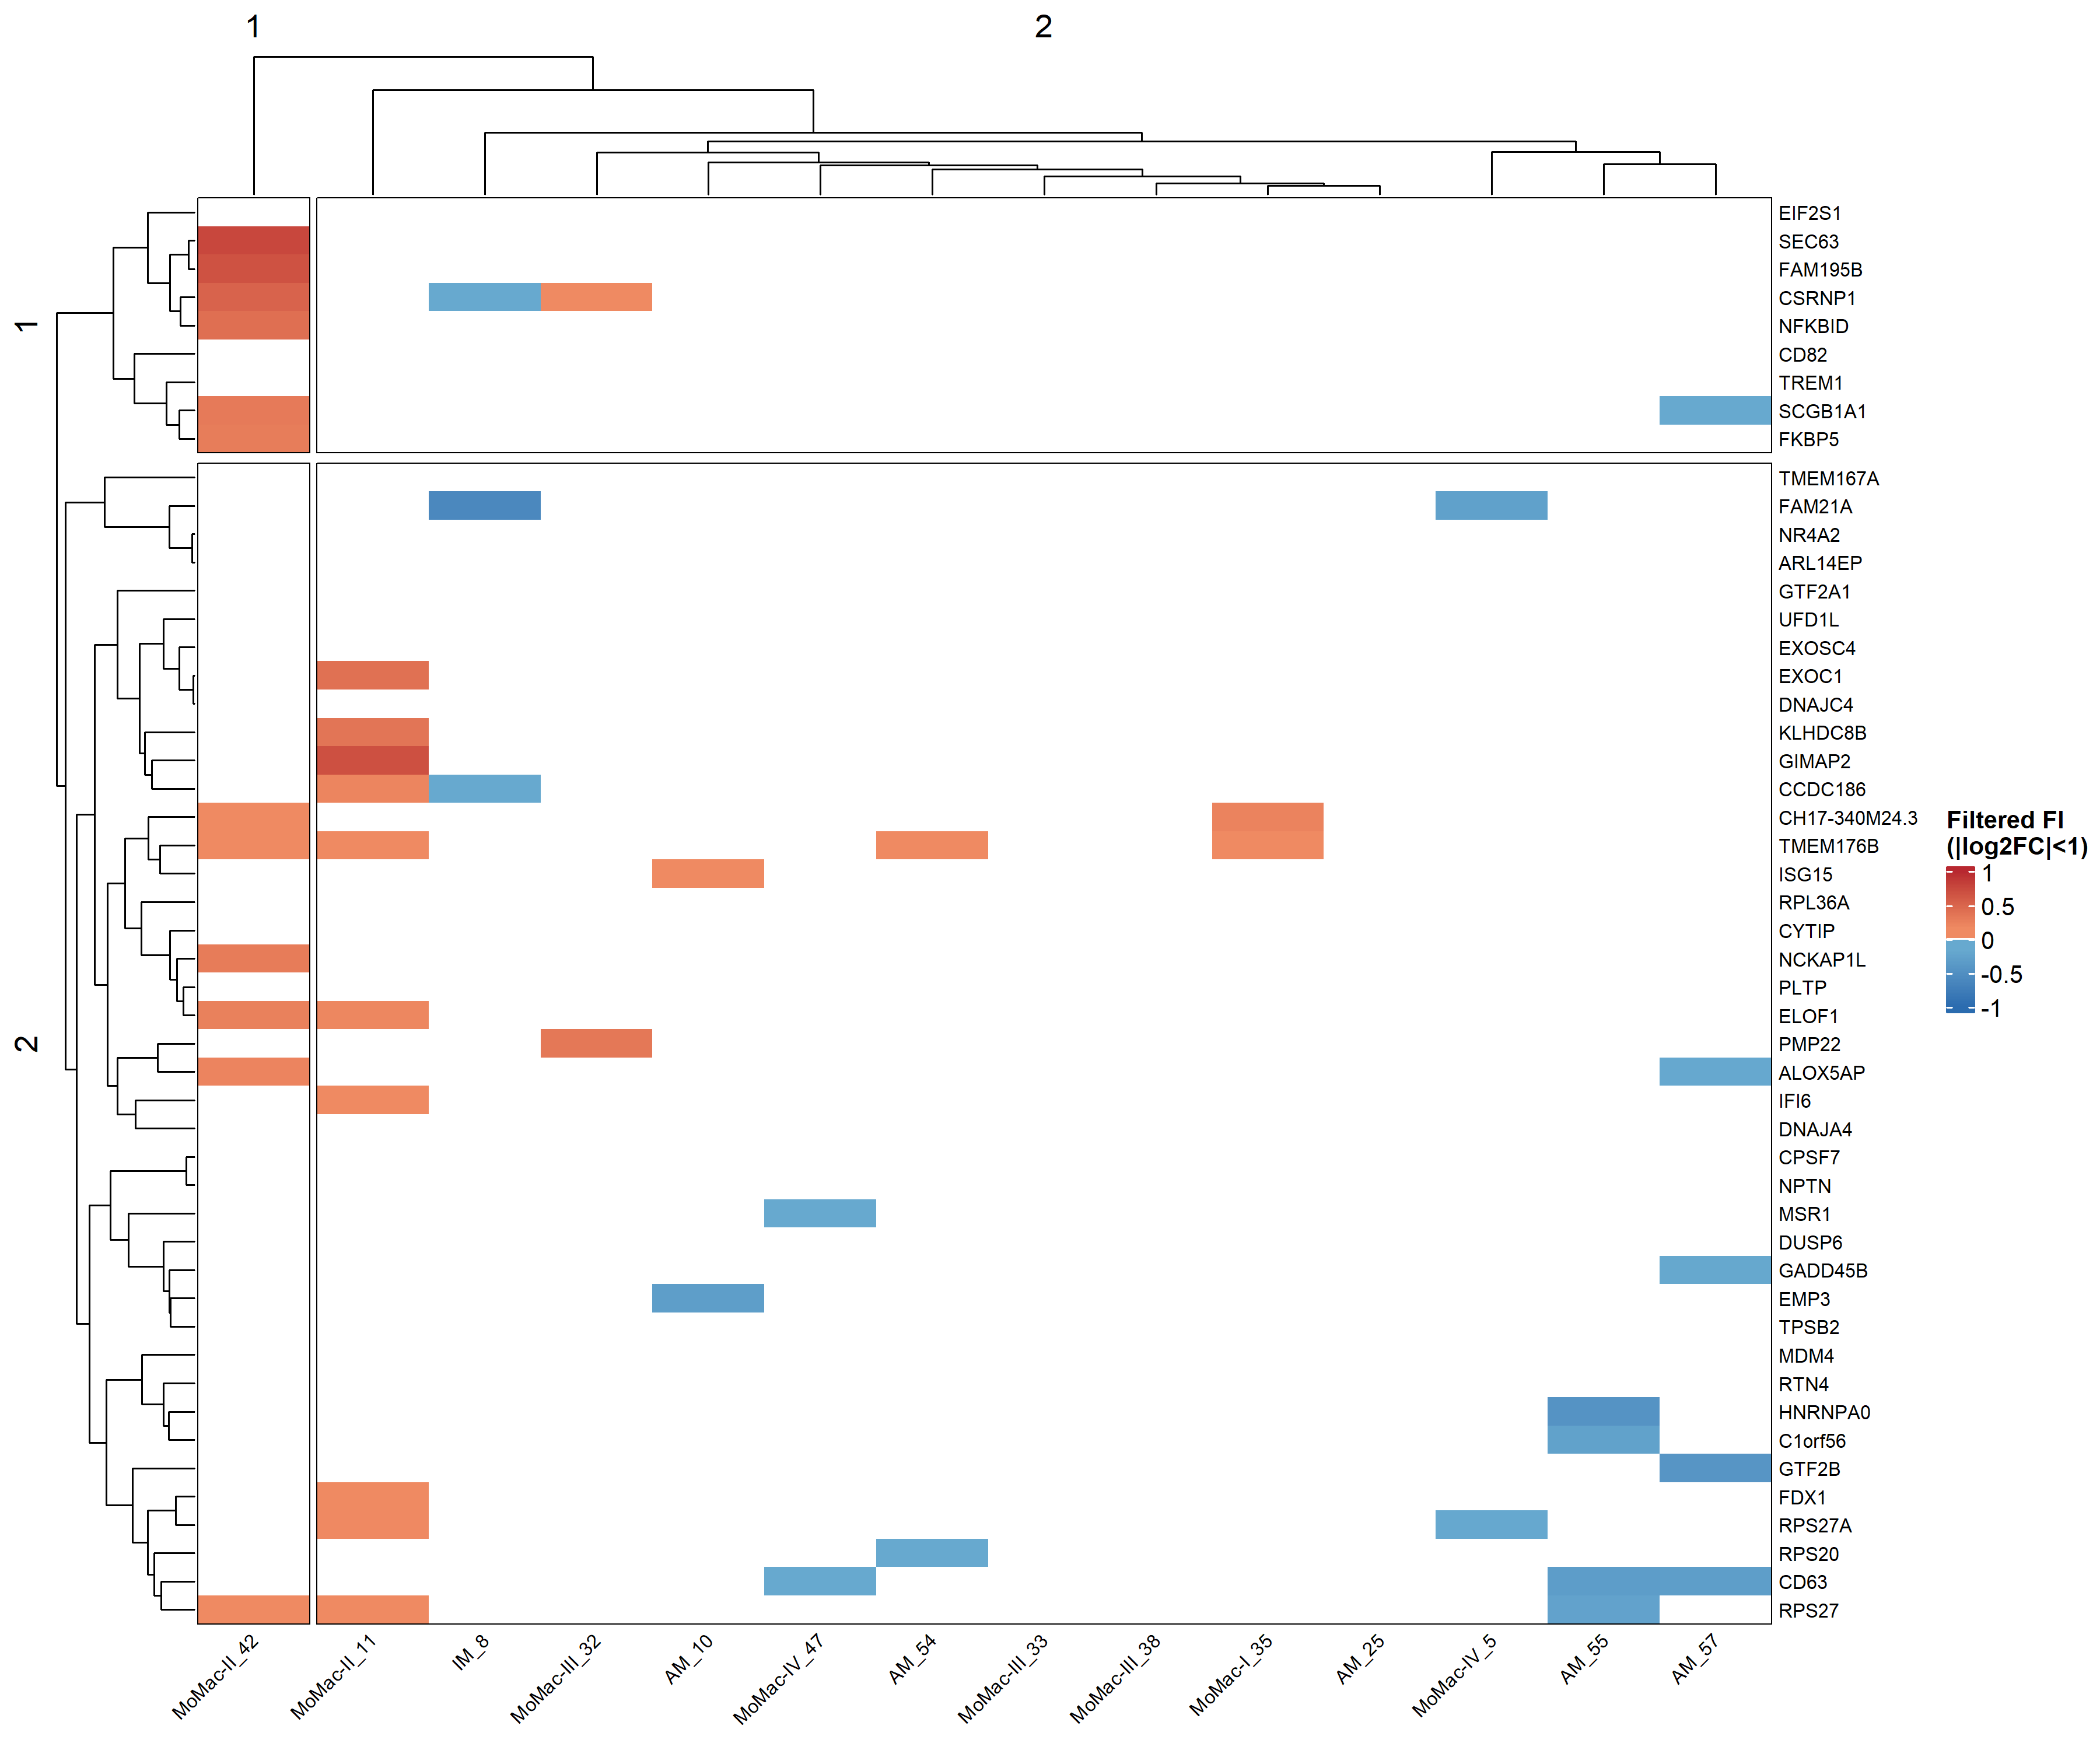 1
2
1
2
EIF2S1
SEC63
FAM195B
CSRNP1
NFKBID
CD82
TREM1
SCGB1A1
FKBP5
TMEM167A
FAM21A
NR4A2
ARL14EP
GTF2A1
UFD1L
EXOSC4
EXOC1
DNAJC4
KLHDC8B
GIMAP2
CCDC186
CH17-340M24.3
TMEM176B
ISG15
RPL36A
CYTIP
NCKAP1L
PLTP
ELOF1
PMP22
ALOX5AP
IFI6
DNAJA4
CPSF7
NPTN
MSR1
DUSP6
GADD45B
EMP3
TPSB2
MDM4
RTN4
HNRNPA0
C1orf56
GTF2B
FDX1
RPS27A
RPS20
CD63
RPS27
Filtered FI
(|log2FC|<1)
1
0.5
0
-0.5
-1
MoMac-II_42
MoMac-II_11
IM_8
MoMac-III_32
AM_10
MoMac-IV_47
AM_54
MoMac-III_33
MoMac-III_38
MoMac-I_35
AM_25
MoMac-IV_5
AM_55
AM_57